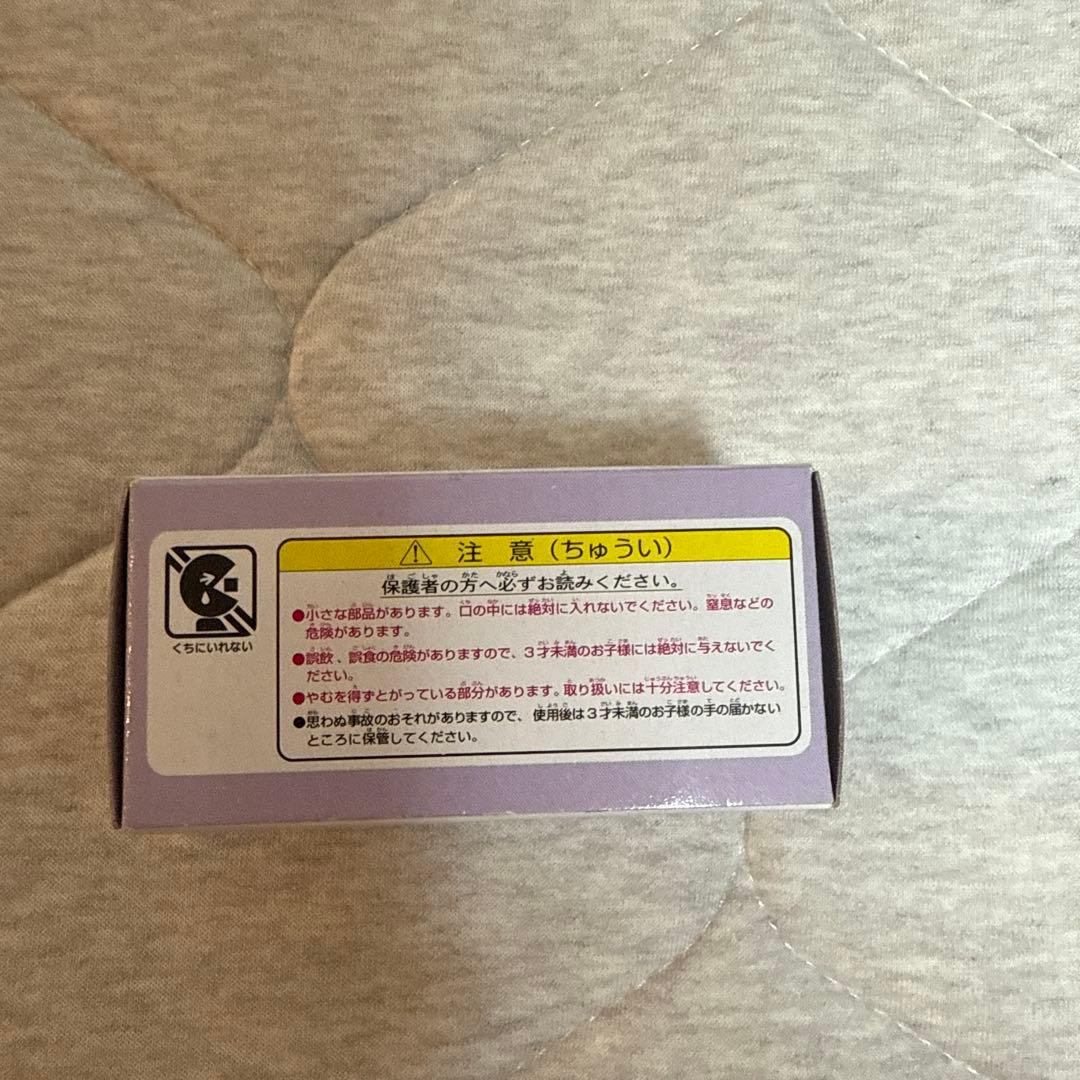 ⚠ 注 意（ちゅうい）
保護者の方へ必ずお読みください。
●小さな部品があります。口の中には絶対に入れないでください。窒息などの
危険があります。
●誤飲、誤食の危険がありますので、3才未満のお子様には絶対に与えないでく
ださい。
●やむを得ずとがっている部分があります。取り扱いには十分注意してください。
●思わぬ事故のおそれがありますので、使用後は3才未満のお子様の手の届かない
ところに保管してください。
くちにいれない